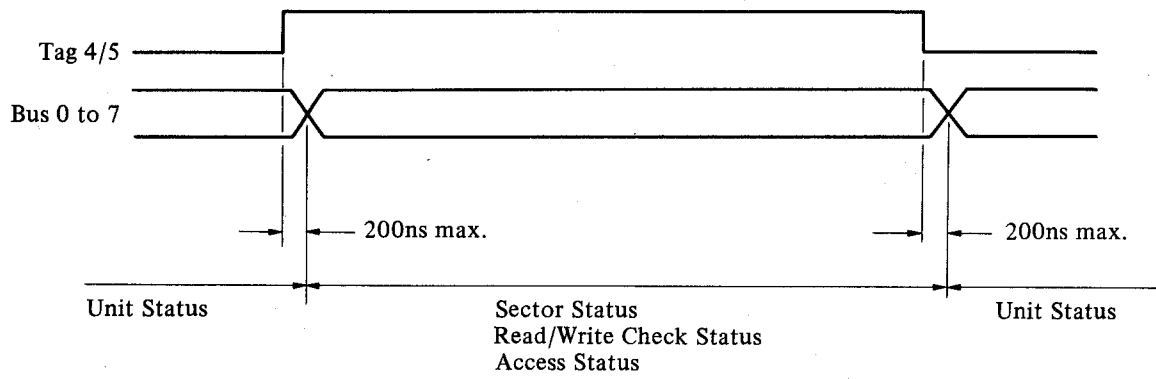 Tag 4/5
Bus 0 to 7
200ns max.
200ns max.
Unit Status
Sector Status
Unit Status
Read/Write Check Status
Access Status